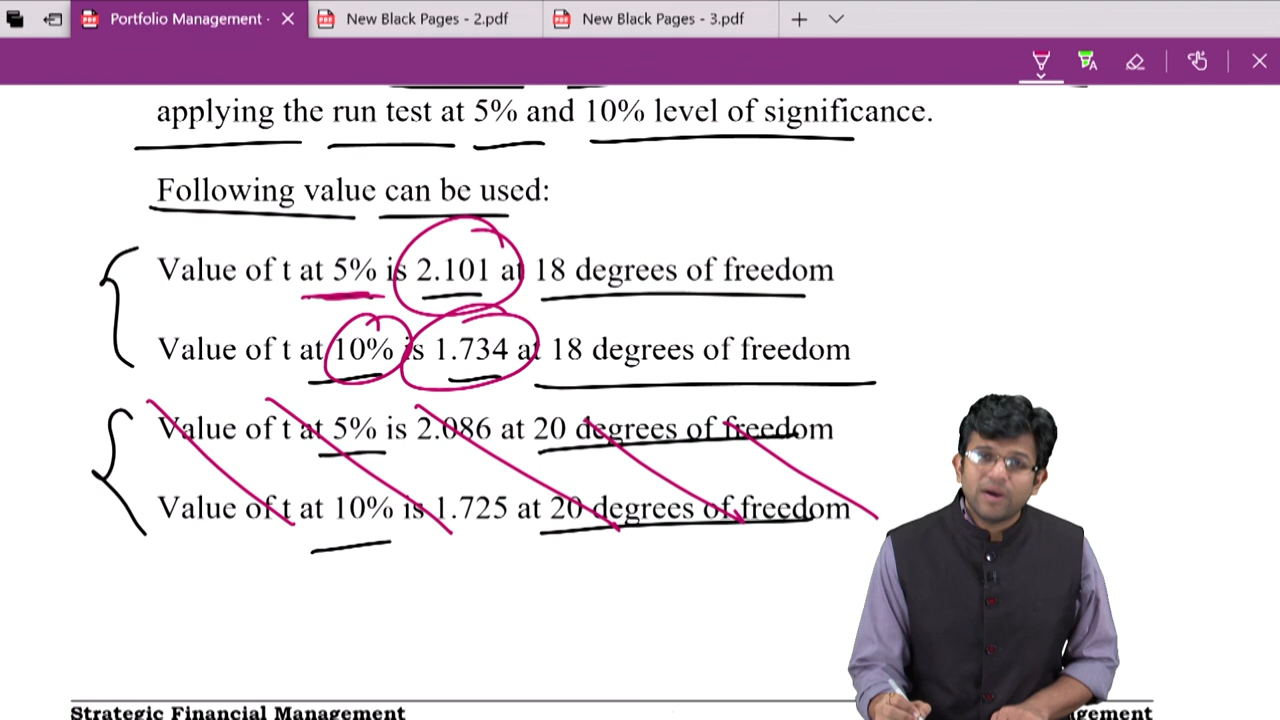 Portfolio Management · New Black Pages - 2.pdf New Black Pages - 3.pdf
applying the run test at 5% and 10% level of significance.
Following value can be used:
Value of t at 5% is 2.101 at 18 degrees of freedom
Value of t at 10% is 1.734 at 18 degrees of freedom
Value of t at 5% is 2.086 at 20 degrees of freedom
Value of t at 10% is 1.725 at 20 degrees of freedom
Strategic Financial Management